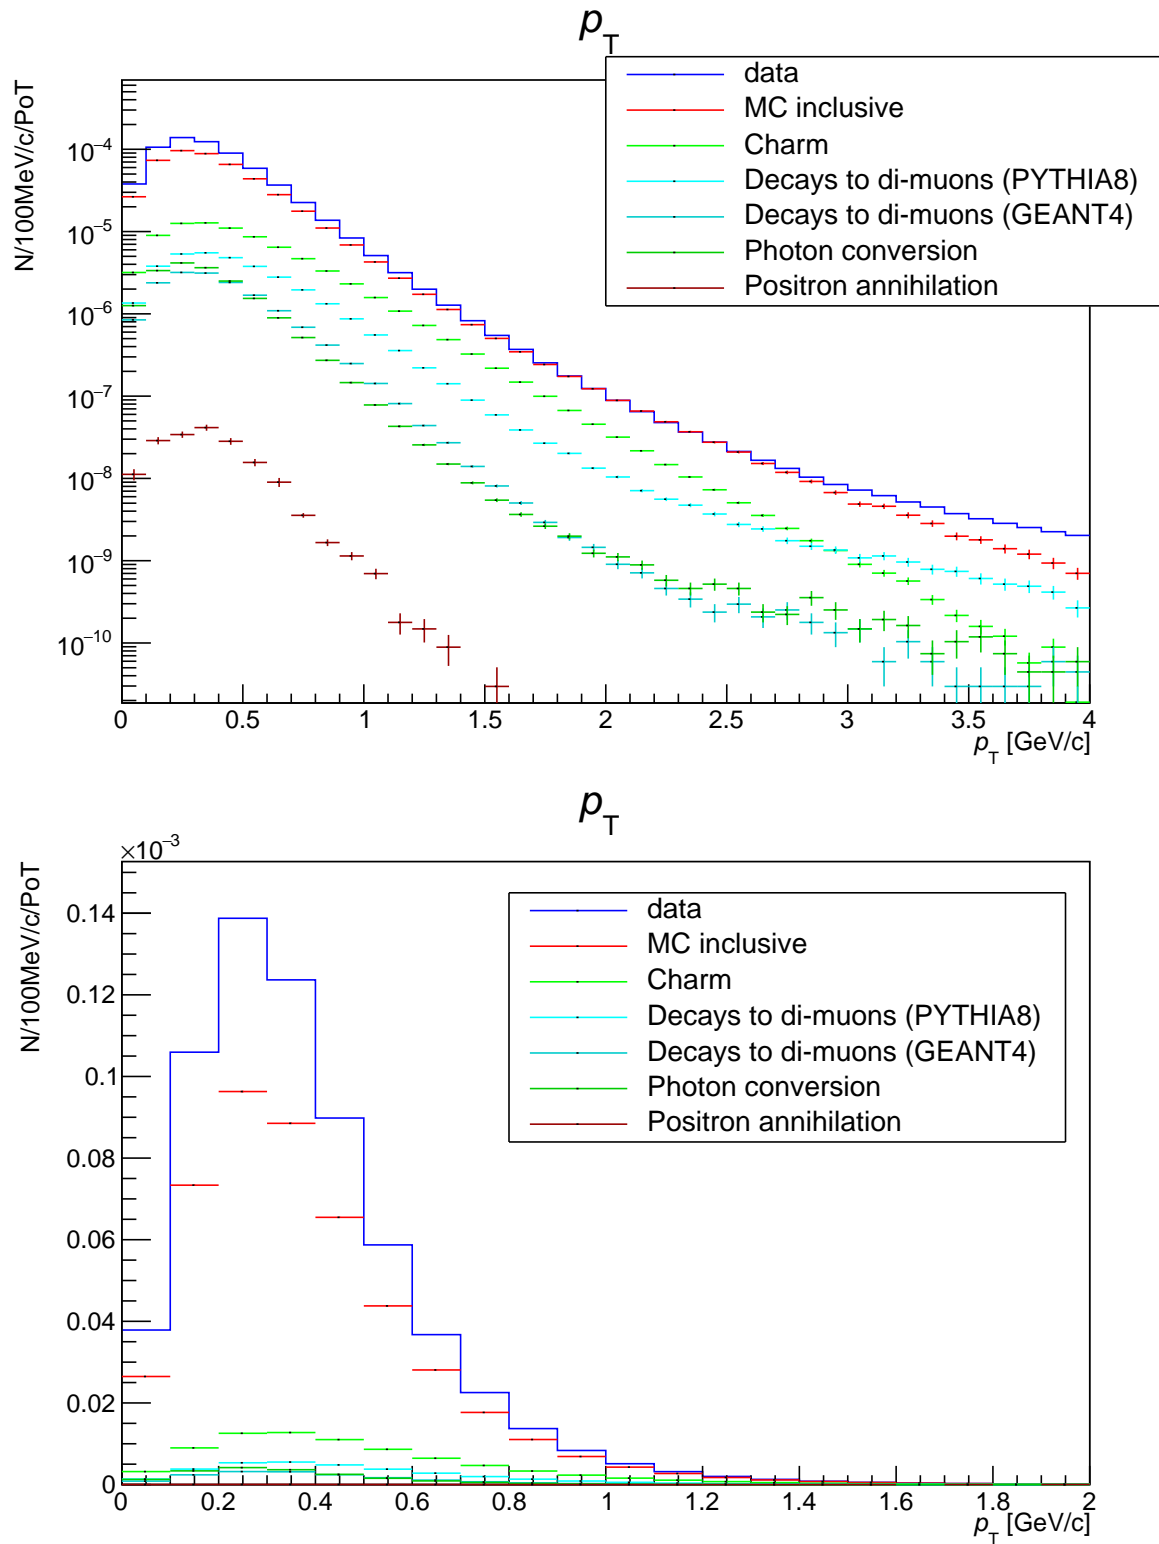 p_T
N/100MeV/c/PoT
data
MC inclusive
Charm
Decays to di-muons (PYTHIA8)
Decays to di-muons (GEANT4)
Photon conversion
Positron annihilation
10⁻⁴
10⁻⁵
10⁻⁶
10⁻⁷
10⁻⁸
10⁻⁹
10⁻¹⁰
0 0.5 1 1.5 2 2.5 3 3.5 4
p_T [GeV/c]
p_T
×10⁻³
N/100MeV/c/PoT
data
MC inclusive
Charm
Decays to di-muons (PYTHIA8)
Decays to di-muons (GEANT4)
Photon conversion
Positron annihilation
0.14
0.12
0.1
0.08
0.06
0.04
0.02
0
0 0.2 0.4 0.6 0.8 1 1.2 1.4 1.6 1.8 2
p_T [GeV/c]